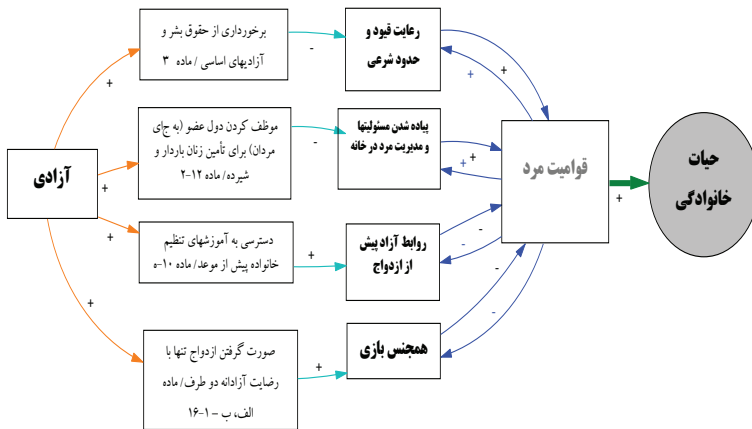 آزادی
برخورداری از حقوق بشر و
آزادیهای اساسی / ماده ۳
موظف کردن دول عضو (به جای
مردان) برای تأمین زنان باردار و
شیرده/ ماده ۱۲-۲
دسترسی به آموزشهای تنظیم
خانواده پیش از موعد/ ماده ۱۰-ه
صورت گرفتن ازدواج تنها با
رضایت آزادانه دو طرف/ ماده
الف، ب – ۱-۱۶
رعایت قیود و
حدود شرعی
پیاده شدن مسئولیتها
و مدیریت مرد در خانه
روابط آزاد پیش
از ازدواج
همجنس بازی
قوامیت مرد
حیات
خانوادگی
+
+
+
+
-
-
+
+
+
+
+
+
-
-
-
-
+